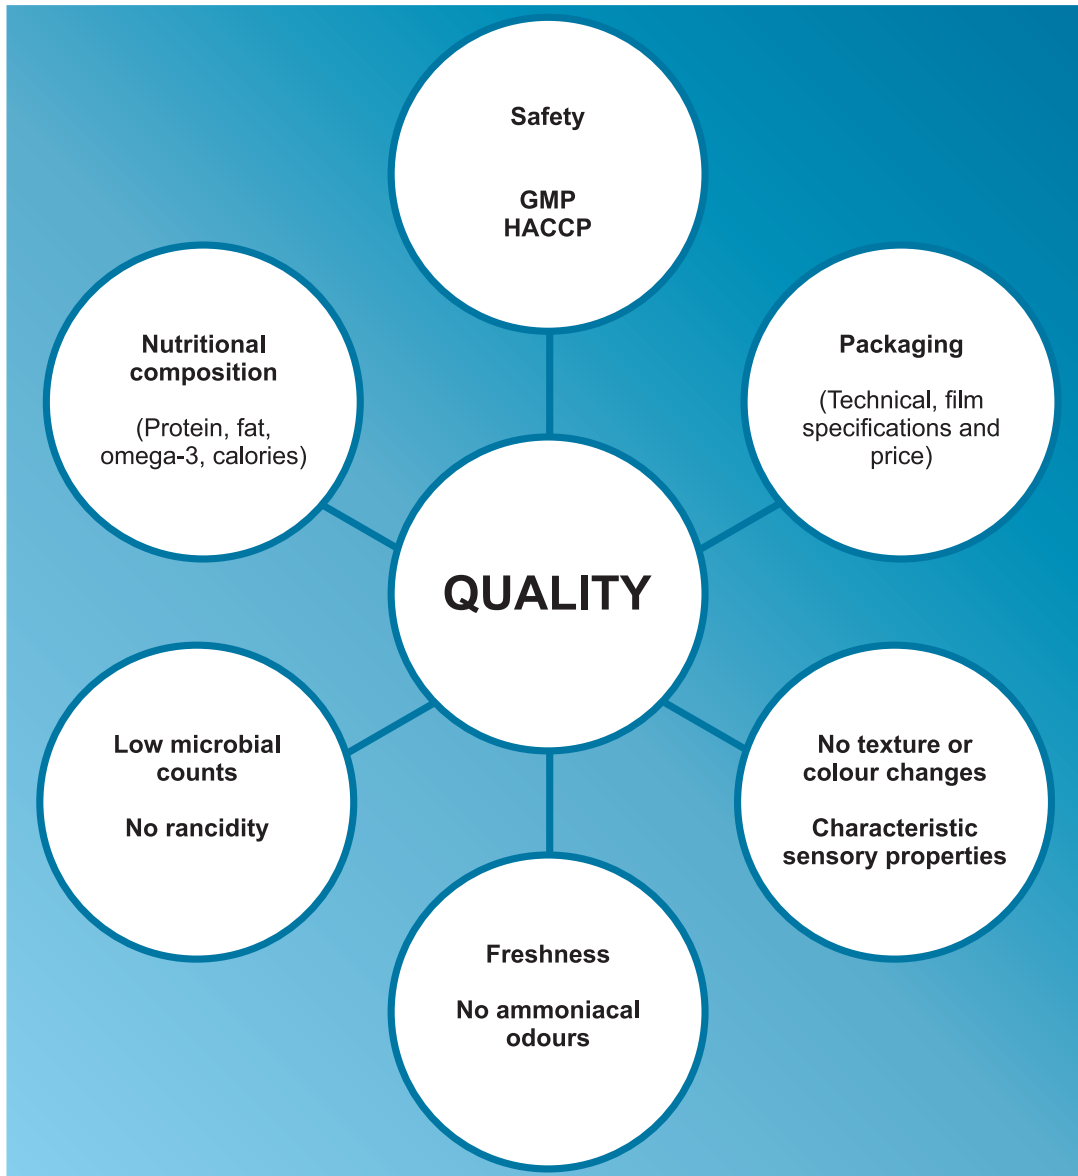 Safety
GMP
HACCP
Nutritional
composition
(Protein, fat,
omega-3, calories)
Packaging
(Technical, film
specifications and
price)
QUALITY
Low microbial
counts
No rancidity
No texture or
colour changes
Characteristic
sensory properties
Freshness
No ammoniacal
odours